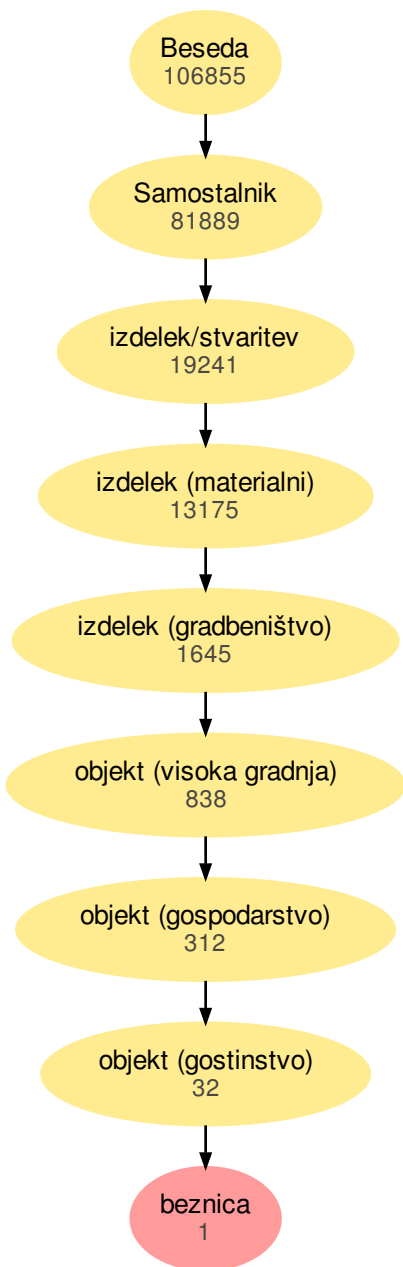 Beseda
106855
Samostalnik
81889
izdelek/stvaritev
19241
izdelek (materialni)
13175
izdelek (gradbeništvo)
1645
objekt (visoka gradnja)
838
objekt (gospodarstvo)
312
objekt (gostinstvo)
32
beznica
1